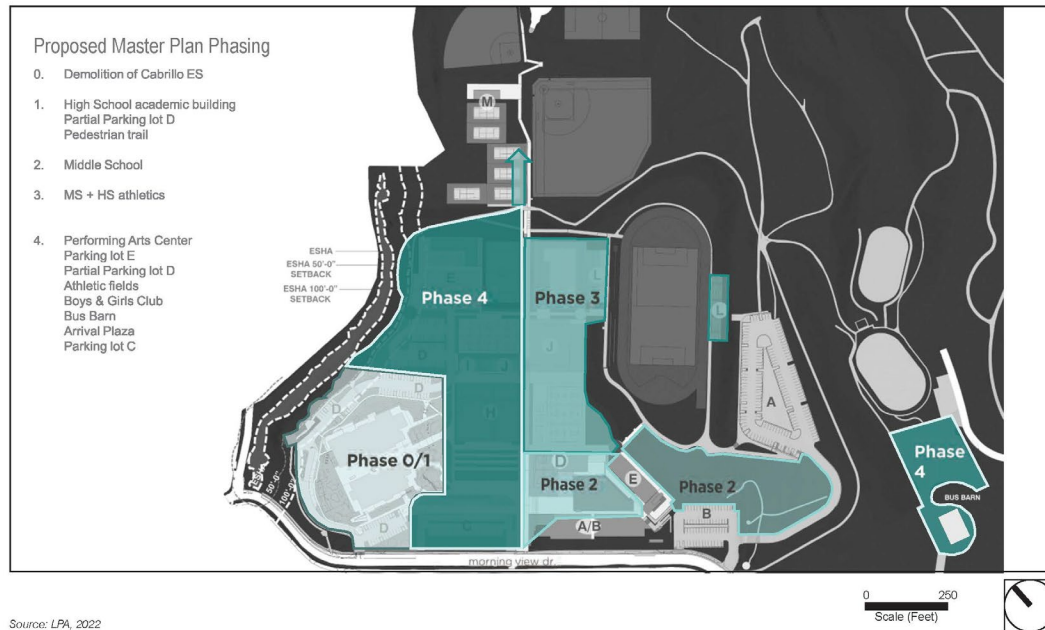 Proposed Master Plan Phasing
0. Demolition of Cabrillo ES
1. High School academic building
Partial Parking lot D
Pedestrian trail
2. Middle School
3. MS + HS athletics
4. Performing Arts Center
Parking lot E
Partial Parking lot D
Athletic fields
Boys & Girls Club
Bus Barn
Arrival Plaza
Parking lot C
M
ESHA
ESHA 50'-0"
SETBACK
ESHA 100'-0"
SETBACK
E
L
Phase 4
Phase 3
L
D
I
J
J
A
D
D
H
Phase 0/1
Phase
4
BUS BARN
ESHA
50'-0"
100'-0"
D
E
Phase 2
Phase 2
D
G
A/B
B
morning view dr.
0 250
Scale (Feet)
Source: LPA, 2022